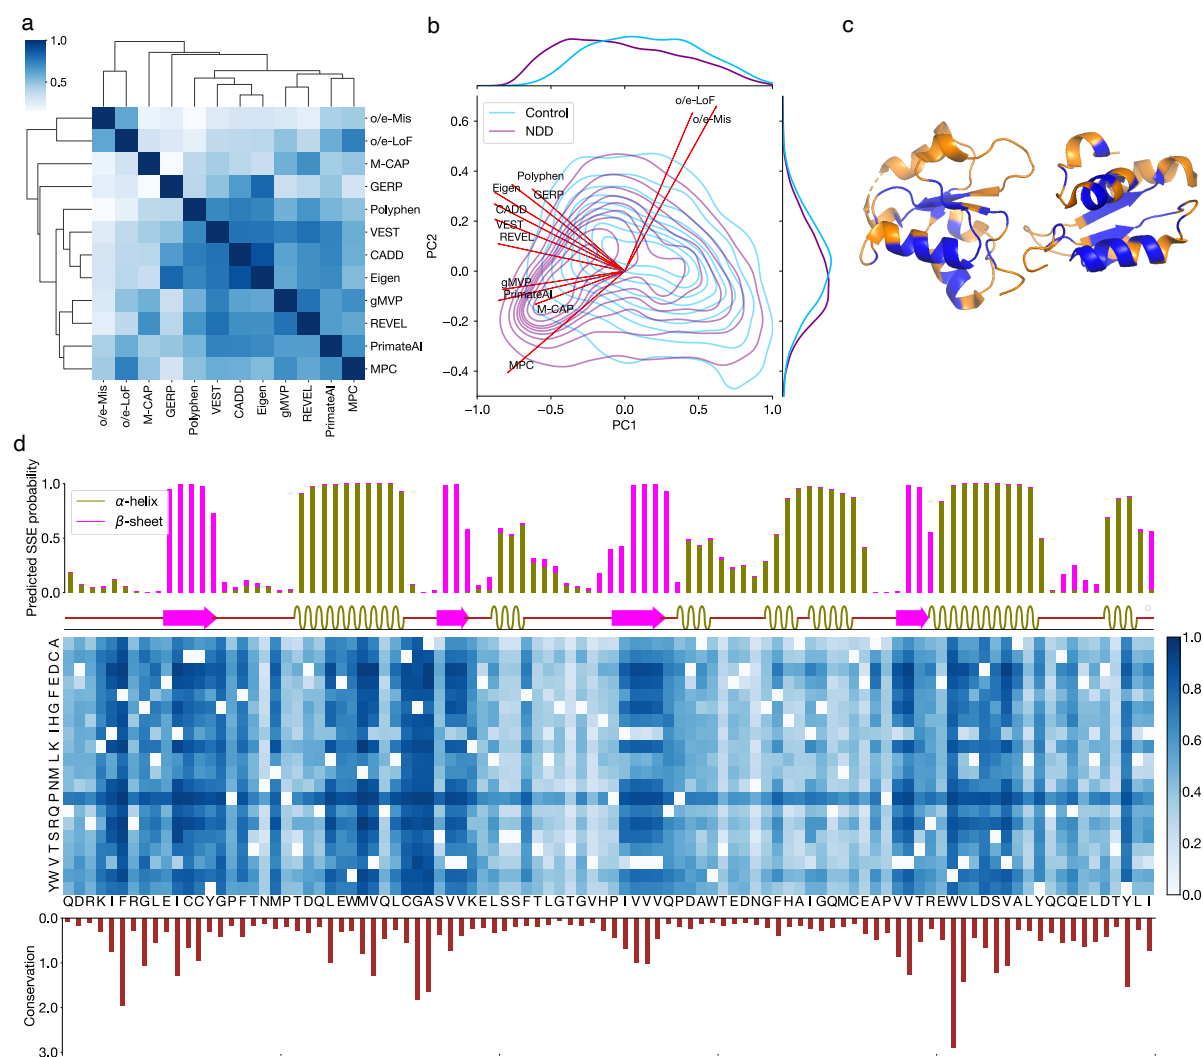 a
1.0
0.5
o/e-Mis
o/e-LoF
M-CAP
GERP
Polyphen
VEST
CADD
Eigen
gMVP
REVEL
PrimateAI
MPC
o/e-Mis
o/e-LoF
M-CAP
GERP
Polyphen
VEST
CADD
Eigen
gMVP
REVEL
PrimateAI
MPC
b
Control
NDD
o/e-LoF
o/e-Mis
Polyphen
Eigen
GERP
CADD
VEST
REVEL
gMVP
PrimateAI
M-CAP
MPC
0.6
0.4
0.2
0.0
−0.2
−0.4
PC2
−1.0 −0.5 0.0 0.5 1.0
PC1
c
d
Predicted SSE probability
1.0
0.5
0.0
α-helix
β-sheet
YWVTSRQPNMLKIHGFEDCA
1.0
0.8
0.6
0.4
0.2
0.0
QDRKIFRGLEICCYGPFTNMPTDQLEWMVQLCGASVVKELSSFTLGTGVHPIVVVQPDAWTEDNGFHAIGQMCEAPVVTREWVLDSVALYQCQELDTYLI
0.0
1.0
2.0
3.0
Conservation